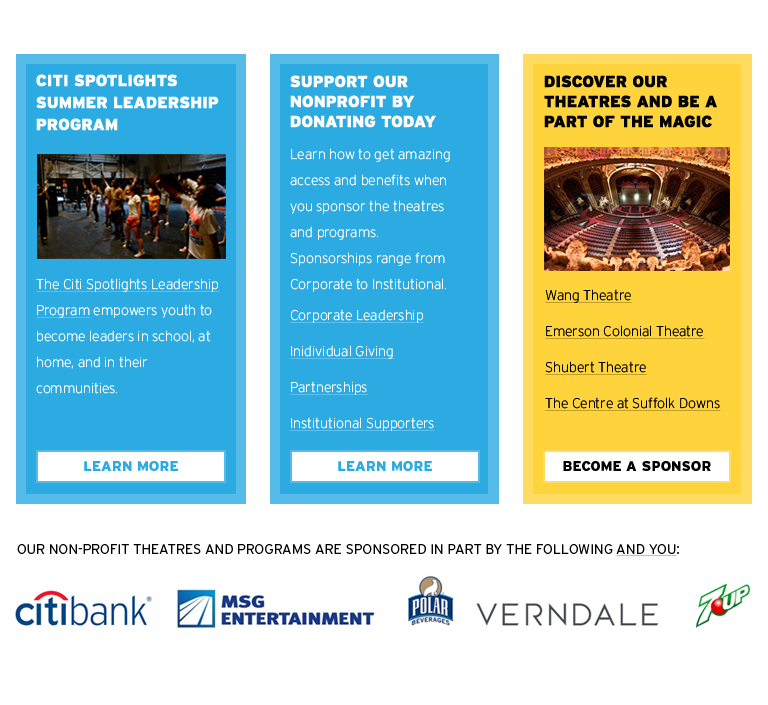 CITI SPOTLIGHTS
SUMMER LEADERSHIP
PROGRAM
The Citi Spotlights Leadership
Program empowers youth to
become leaders in school, at
home, and in their
communities.
LEARN MORE
SUPPORT OUR
NONPROFIT BY
DONATING TODAY
Learn how to get amazing
access and benefits when
you sponsor the theatres
and programs.
Sponsorships range from
Corporate to Institutional.
Corporate Leadership
Inidividual Giving
Partnerships
Institutional Supporters
LEARN MORE
DISCOVER OUR
THEATRES AND BE A
PART OF THE MAGIC
Wang Theatre
Emerson Colonial Theatre
Shubert Theatre
The Centre at Suffolk Downs
BECOME A SPONSOR
OUR NON-PROFIT THEATRES AND PROGRAMS ARE SPONSORED IN PART BY THE FOLLOWING AND YOU:
citibank®
MSG
ENTERTAINMENT
POLAR
BEVERAGES
VERNDALE
7UP